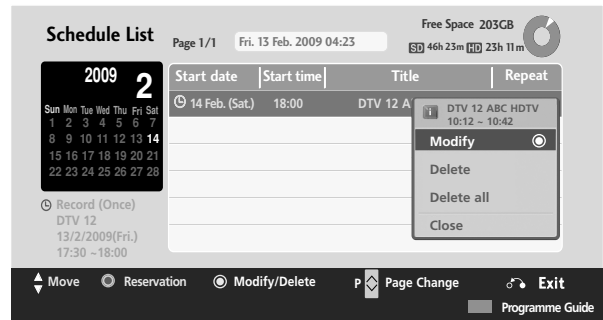 Schedule List
Page 1/1
Fri. 13 Feb. 2009 04:23
Free Space 203GB
SD 46h 23m HD 23h 11m
2009 2
Sun Mon Tue Wed Thu Fri Sat
1 2 3 4 5 6 7
8 9 10 11 12 13 14
15 16 17 18 19 20 21
22 23 24 25 26 27 28
Record (Once)
DTV 12
13/2/2009(Fri.)
17:30 ~18:00
Start date Start time Title Repeat
14 Feb. (Sat.) 18:00 DTV 12 A
DTV 12 ABC HDTV
10:12 ~ 10:42
Modify
Delete
Delete all
Close
Move Reservation Modify/Delete P Page Change Exit
Programme Guide